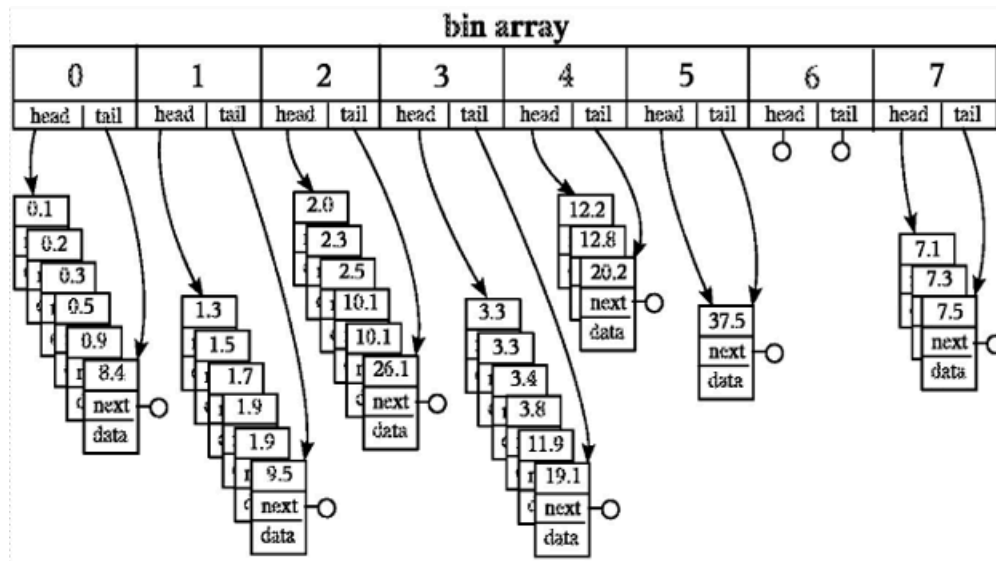 bin array
0 1 2 3 4 5 6 7
head tail head tail head tail head tail head tail head tail head tail head tail
0.1
0.2
0.3
0.5
0.9
8.4
next
data
1.3
1.5
1.7
1.9
1.9
9.5
next
data
2.0
2.3
2.5
10.1
10.1
26.1
next
data
3.3
3.3
3.4
3.8
11.9
19.1
next
data
12.2
12.8
20.2
next
data
37.5
next
data
7.1
7.3
7.5
next
data